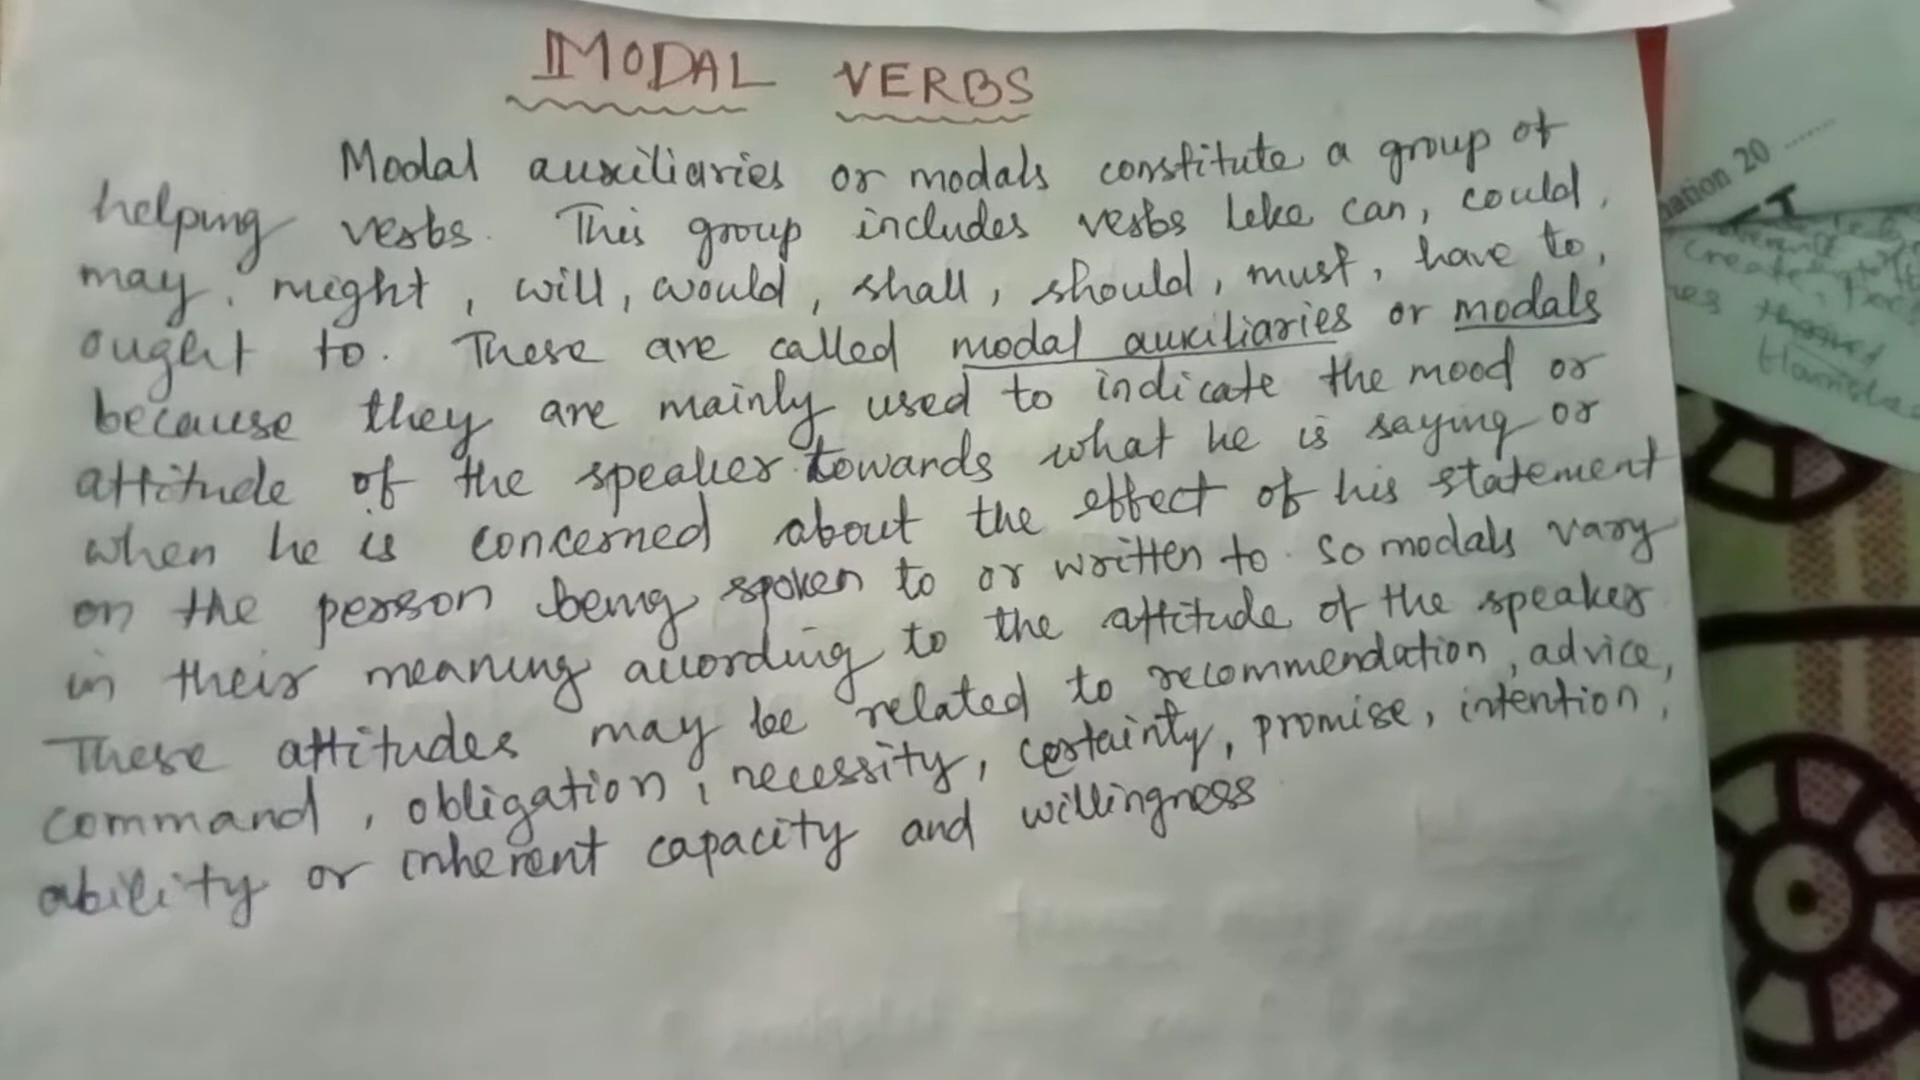 MODAL VERBS
Modal auxiliaries or modals constitute a group of
helping verbs. This group includes verbs like can, could,
may, might, will, would, shall, should, must, have to,
ought to. These are called modal auxiliaries or modals
because they are mainly used to indicate the mood or
attitude of the speaker towards what he is saying or
when he is concerned about the effect of his statement
on the person being spoken to or written to. So modals vary
in their meaning according to the attitude of the speaker
These attitudes may be related to recommendation, advice,
command, obligation, necessity, certainty, promise, intention,
ability or inherent capacity and willingness
ation 20 ........